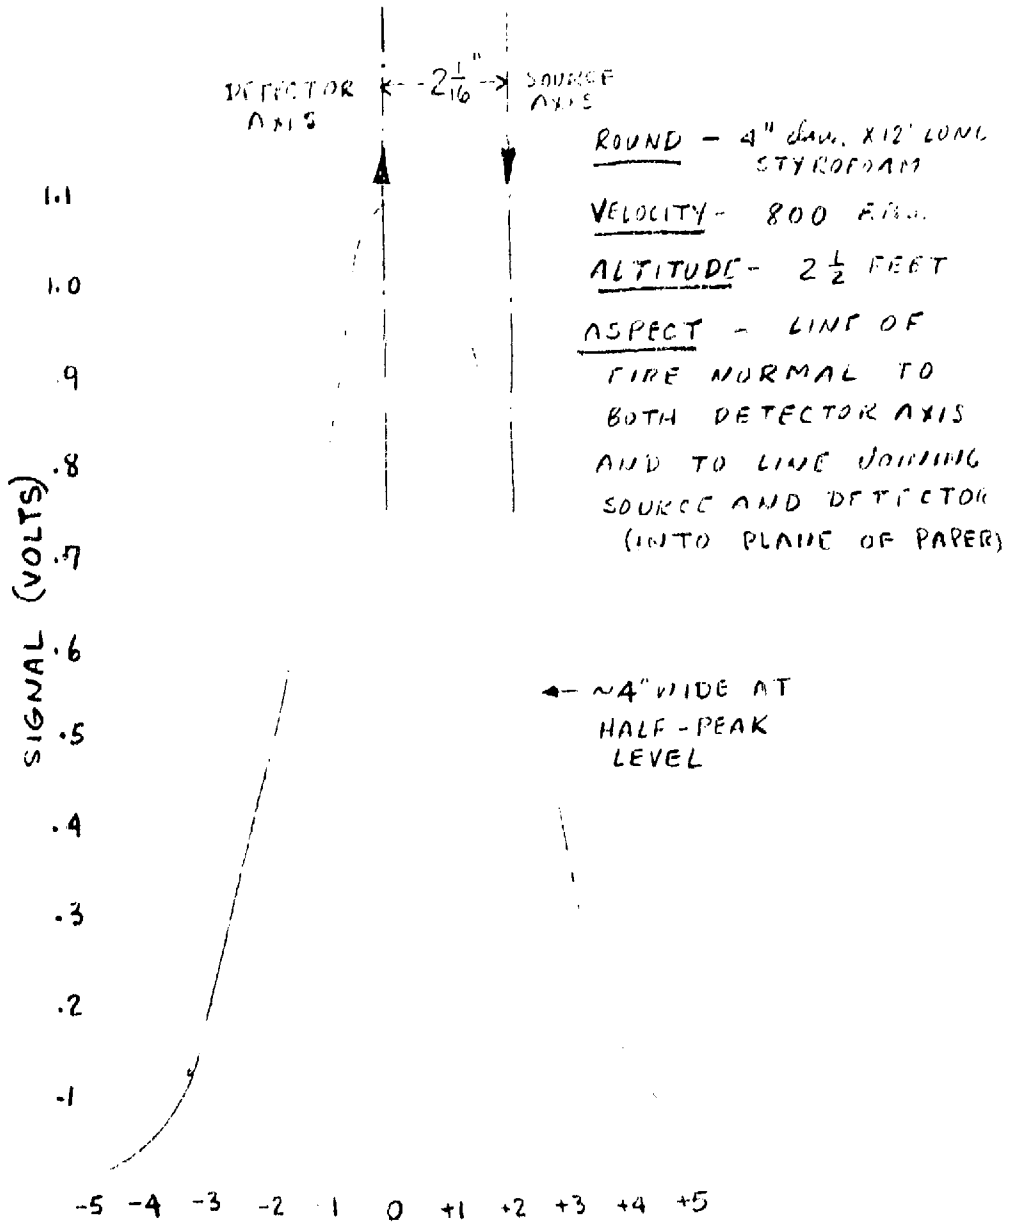 DETECTOR AXIS
2 1/16"
SOURCE AXIS
ROUND - 4" diam. X 12' LONG
STYROFOAM
VELOCITY - 800
ALTITUDE - 2 1/2 FEET
ASPECT - LINE OF
FIRE NORMAL TO
BOTH DETECTOR AXIS
AND TO LINE JOINING
SOURCE AND DETECTOR
(INTO PLANE OF PAPER)
SIGNAL (VOLTS)
1.1
1.0
.9
.8
.7
.6
.5
.4
.3
.2
.1
~4" WIDE AT
HALF-PEAK
LEVEL
-5 -4 -3 -2 1 0 +1 +2 +3 +4 +5